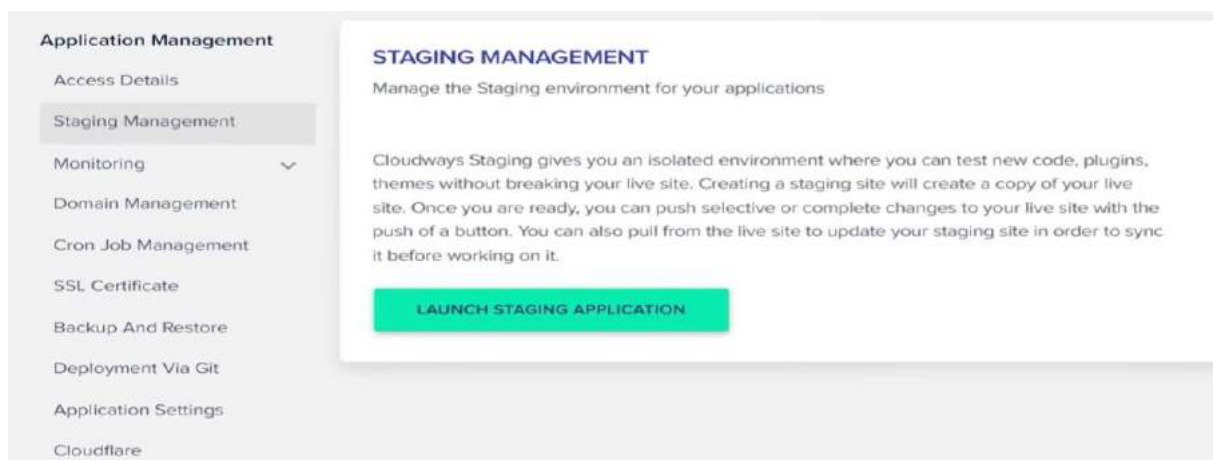 Application Management
Access Details
Staging Management
Monitoring
Domain Management
Cron Job Management
SSL Certificate
Backup And Restore
Deployment Via Git
Application Settings
Cloudflare
STAGING MANAGEMENT
Manage the Staging environment for your applications
Cloudways Staging gives you an isolated environment where you can test new code, plugins,
themes without breaking your live site. Creating a staging site will create a copy of your live
site. Once you are ready, you can push selective or complete changes to your live site with the
push of a button. You can also pull from the live site to update your staging site in order to sync
it before working on it.
LAUNCH STAGING APPLICATION